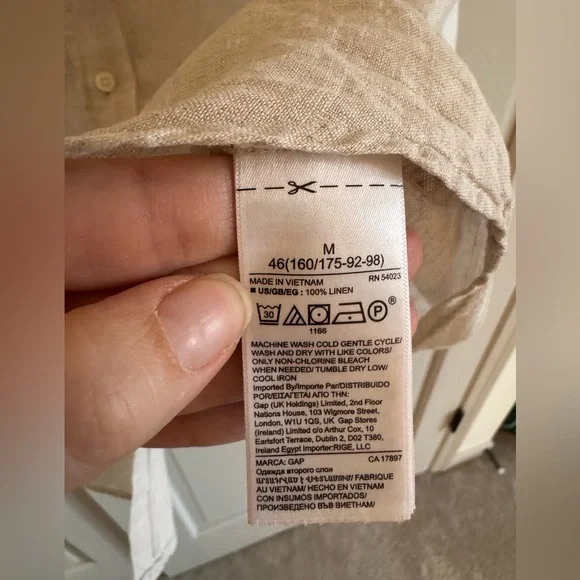 M
46(160/175-92-98)
MADE IN VIETNAM RN 54023
■ US/GB/EG : 100% LINEN
30 P ®
1166
MACHINE WASH COLD GENTLE CYCLE/
WASH AND DRY WITH LIKE COLORS/
ONLY NON-CHLORINE BLEACH
WHEN NEEDED/ TUMBLE DRY LOW/
COOL IRON
Imported By/Importe Par/DISTRIBUIDO
POR/ΕΙΣΑΓΕΤΑΙ ΑΠΟ ΤΗΝ:
Gap (UK Holdings) Limited, 2nd Floor
Nations House, 103 Wigmore Street,
London, W1U 1QS, UK, Gap Stores
(Ireland) Limited c/o Arthur Cox, 10
Earlsfort Terrace, Dublin 2, D02 T380,
Ireland Egypt Importer:RIGE, LLC
MARCA: GAP CA 17897
Одежда второго слоя
ԱՐՏԱԴՐՎԱԾ Է ՎԻԵՏՆԱՄՈՒՄ/ FABRIQUE
AU VIETNAM/ HECHO EN VIETNAM
CON INSUMOS IMPORTADOS/
ПРОИЗВЕДЕНО ВЪВ ВИЕТНАМ/